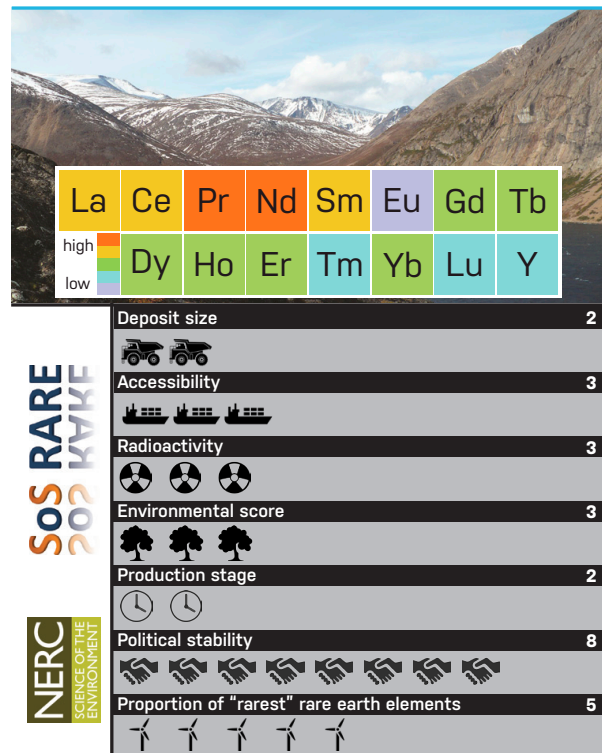 La Ce Pr Nd Sm Eu Gd Tb
high
low
Dy Ho Er Tm Yb Lu Y
Deposit size 2
Accessibility 3
Radioactivity 3
Environmental score 3
Production stage 2
Political stability 8
Proportion of “rarest” rare earth elements 5
SoS RARE
NERC
SCIENCE OF THE
ENVIRONMENT